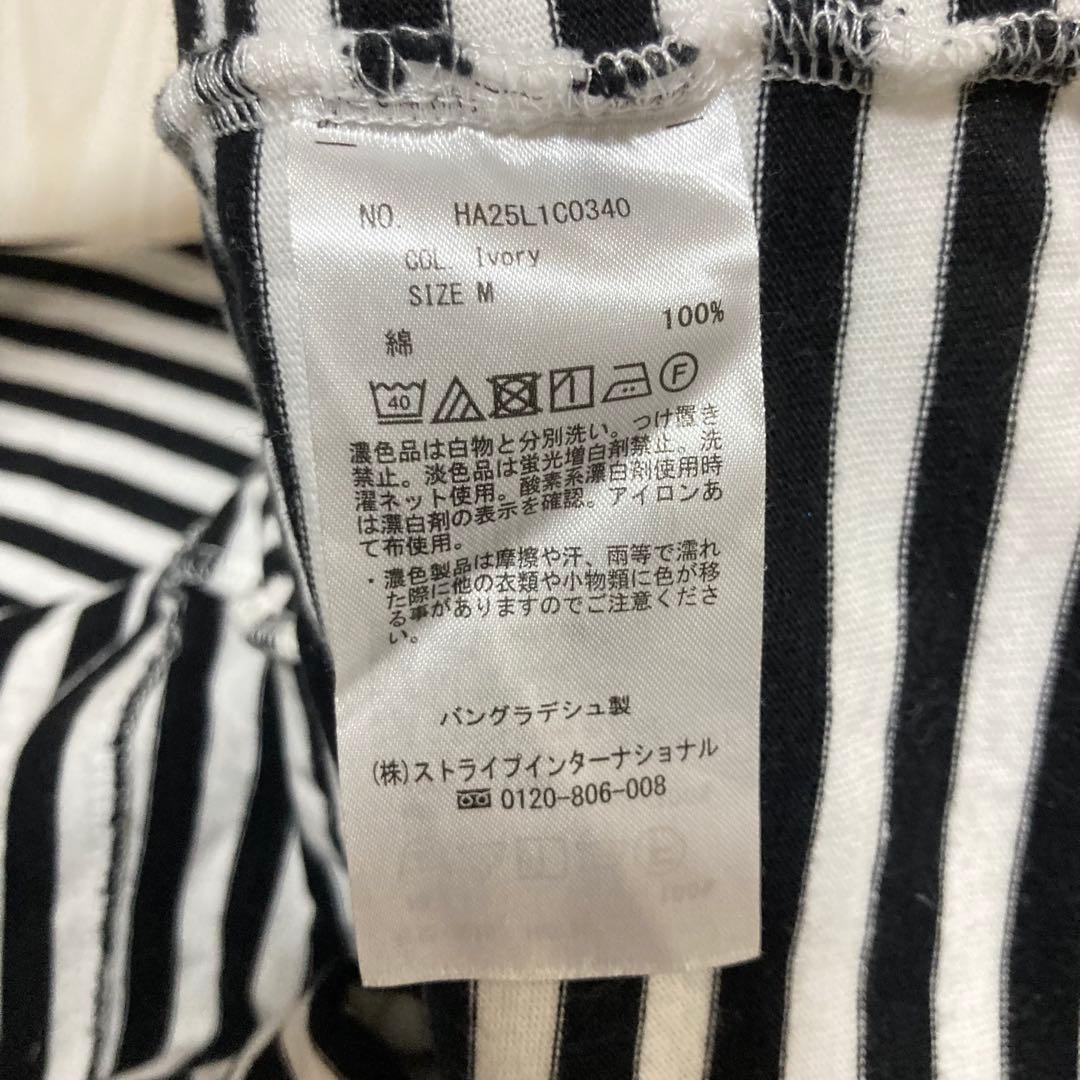 NO. HA25L1C0340
COL. Ivory
SIZE M
綿 100%
40 F
濃色品は白物と分別洗い。つけ置き
禁止。淡色品は蛍光増白剤禁止。洗
濯ネット使用。酸素系漂白剤使用時
は漂白剤の表示を確認。アイロンあ
て布使用。
・濃色製品は摩擦や汗、雨等で濡れ
た際に他の衣類や小物類に色が移
る事がありますのでご注意くださ
い。
バングラデシュ製
(株)ストライプインターナショナル
0120-806-008